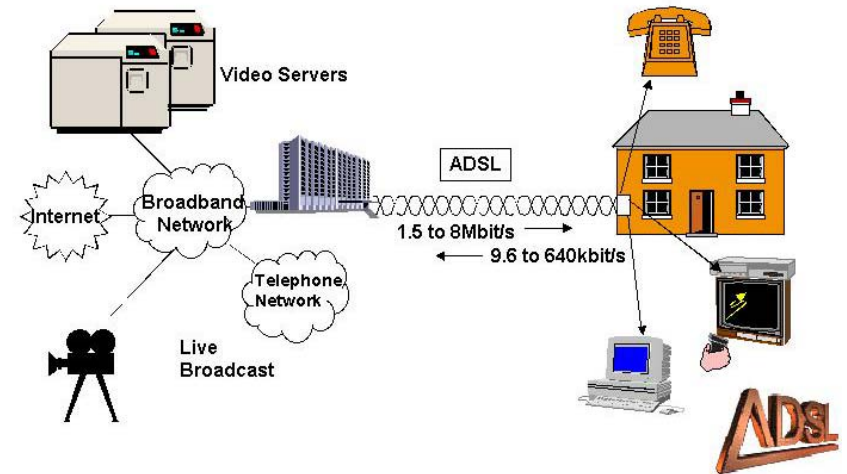 Video Servers
ADSL
Internet
Broadband
Network
1.5 to 8Mbit/s
9.6 to 640kbit/s
Telephone
Network
Live
Broadcast
ADSL